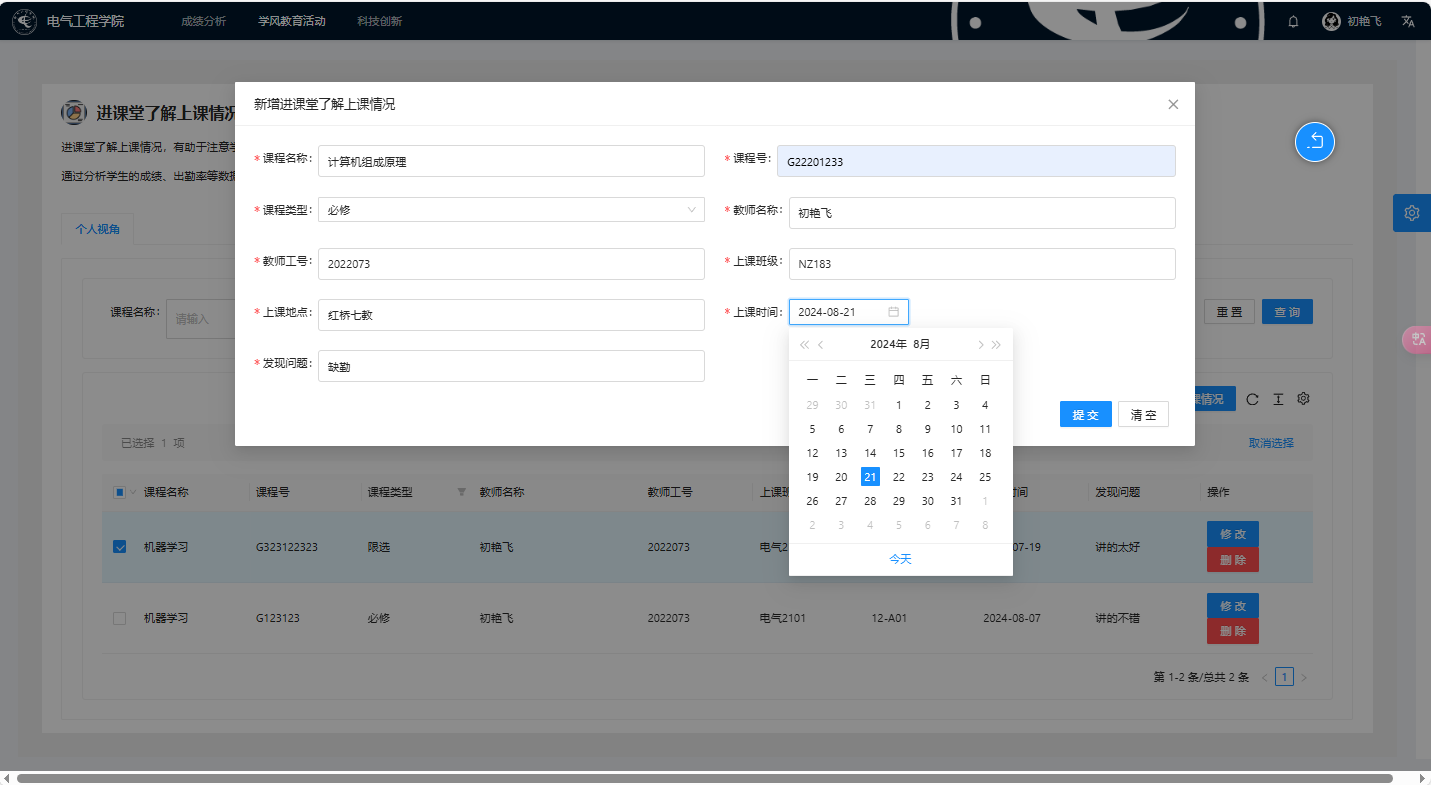 电气工程学院 成绩分析 学风教育活动 科技创新 初艳飞
新增进课堂了解上课情况
进课堂了解上课情况
进课堂了解上课情况，有助于注意
通过分析学生的成绩、出勤率等数
* 课程名称： 计算机组成原理 * 课程号： G22201233
* 课程类型： 必修 * 教师名称： 初艳飞
个人视角
* 教师工号： 2022073 * 上课班级： NZ183
课程名称： 请输入 重置 查询
* 上课地点： 红桥七教 * 上课时间： 2024-08-21
2024年 8月
* 发现问题： 缺勤
一 二 三 四 五 六 日
29 30 31 1 2 3 4
5 6 7 8 9 10 11
12 13 14 15 16 17 18
19 20 21 22 23 24 25
26 27 28 29 30 31 1
2 3 4 5 6 7 8
今天
课情况
提交 清空
已选择 1 项 取消选择
课程名称 课程号 课程类型 教师名称 教师工号 上课 时间 发现问题 操作
机器学习 G323122323 限选 初艳飞 2022073 电气2 07-19 讲的太好 修改 删除
机器学习 G123123 必修 初艳飞 2022073 电气2101 12-A01 2024-08-07 讲的不错 修改 删除
第 1-2 条/总共 2 条 1